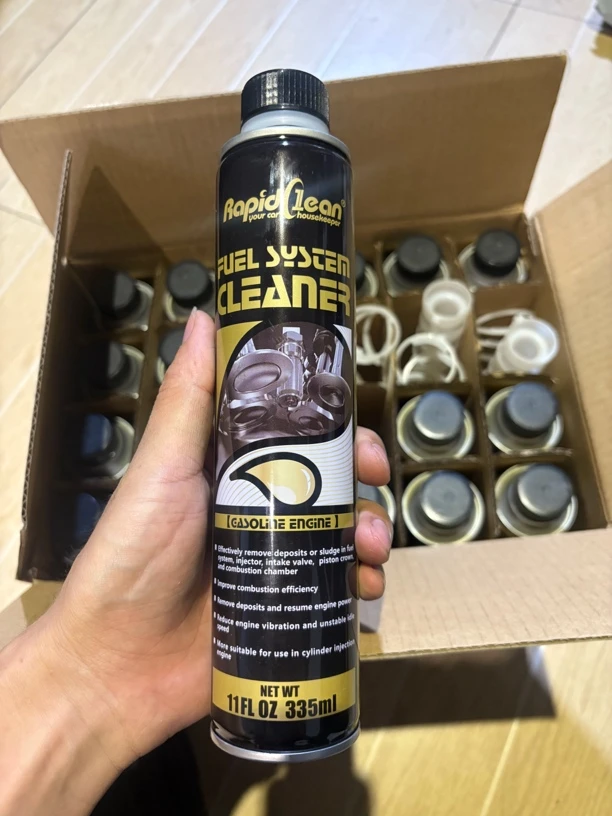 RapidClean®
your car housekeeper
FUEL SYSTEM
CLEANER
[GASOLINE ENGINE]
Effectively remove deposits or sludge in fuel
system, injector, intake valve, piston crown,
and combustion chamber
Improve combustion efficiency
Remove deposits and resume engine power
Reduce engine vibration and unstable idle
speed
More suitable for use in cylinder injection
engine
NET WT
11FL OZ 335ml